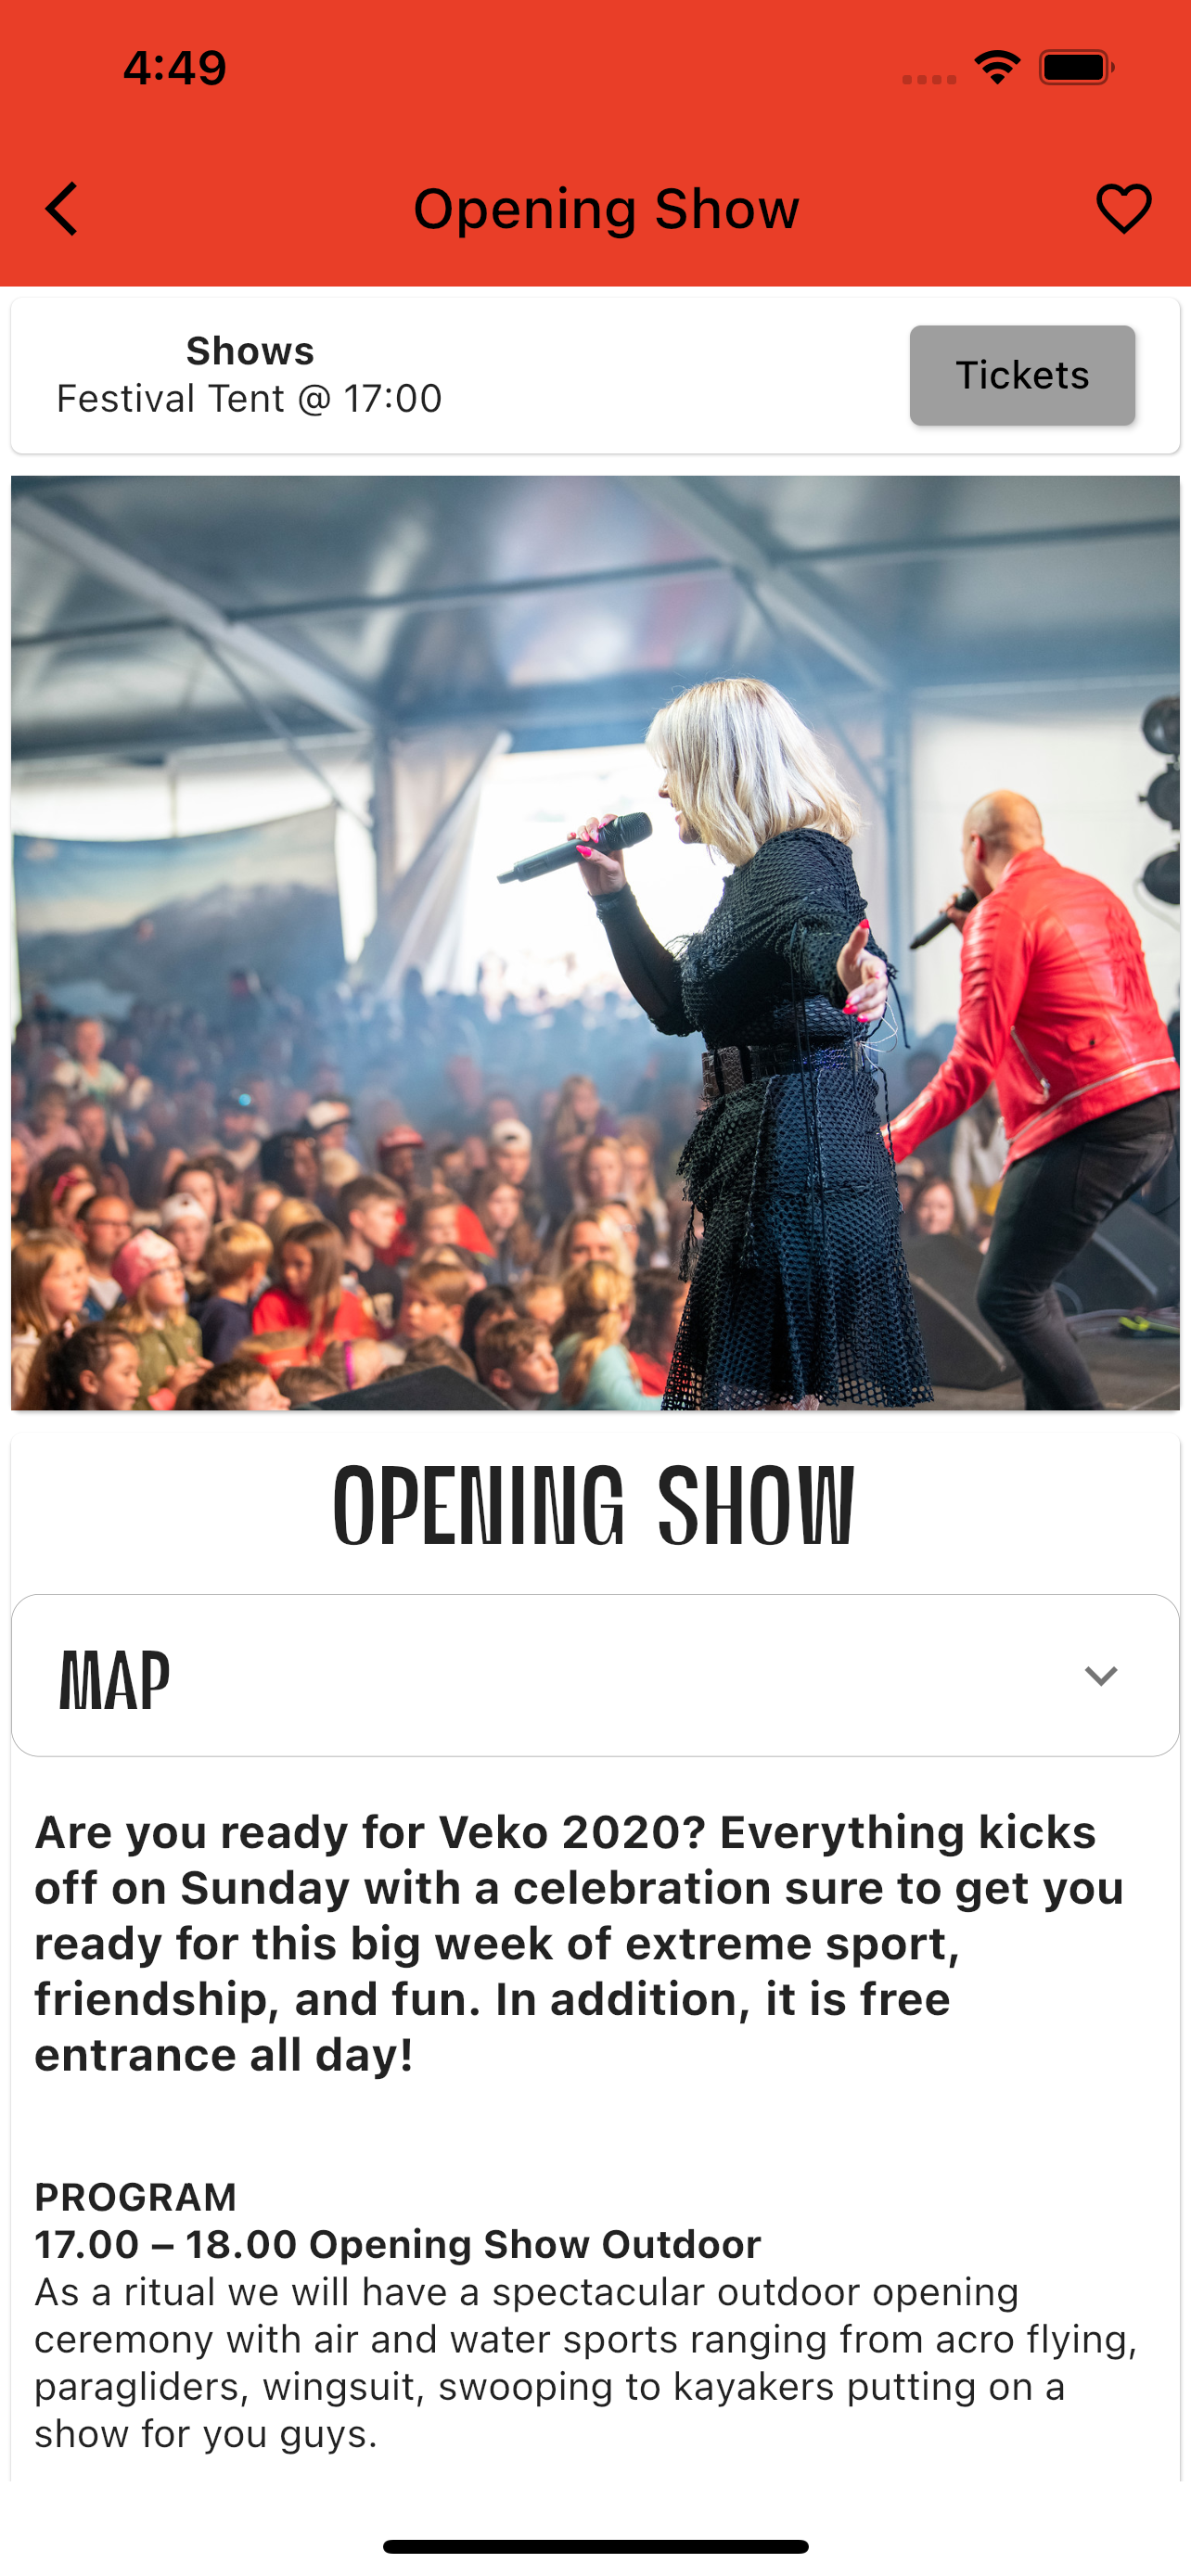 4:49
Opening Show
Shows
Festival Tent @ 17:00
Tickets
OPENING SHOW
MAP
Are you ready for Veko 2020? Everything kicks
off on Sunday with a celebration sure to get you
ready for this big week of extreme sport,
friendship, and fun. In addition, it is free
entrance all day!
PROGRAM
17.00 – 18.00 Opening Show Outdoor
As a ritual we will have a spectacular outdoor opening
ceremony with air and water sports ranging from acro flying,
paragliders, wingsuit, swooping to kayakers putting on a
show for you guys.